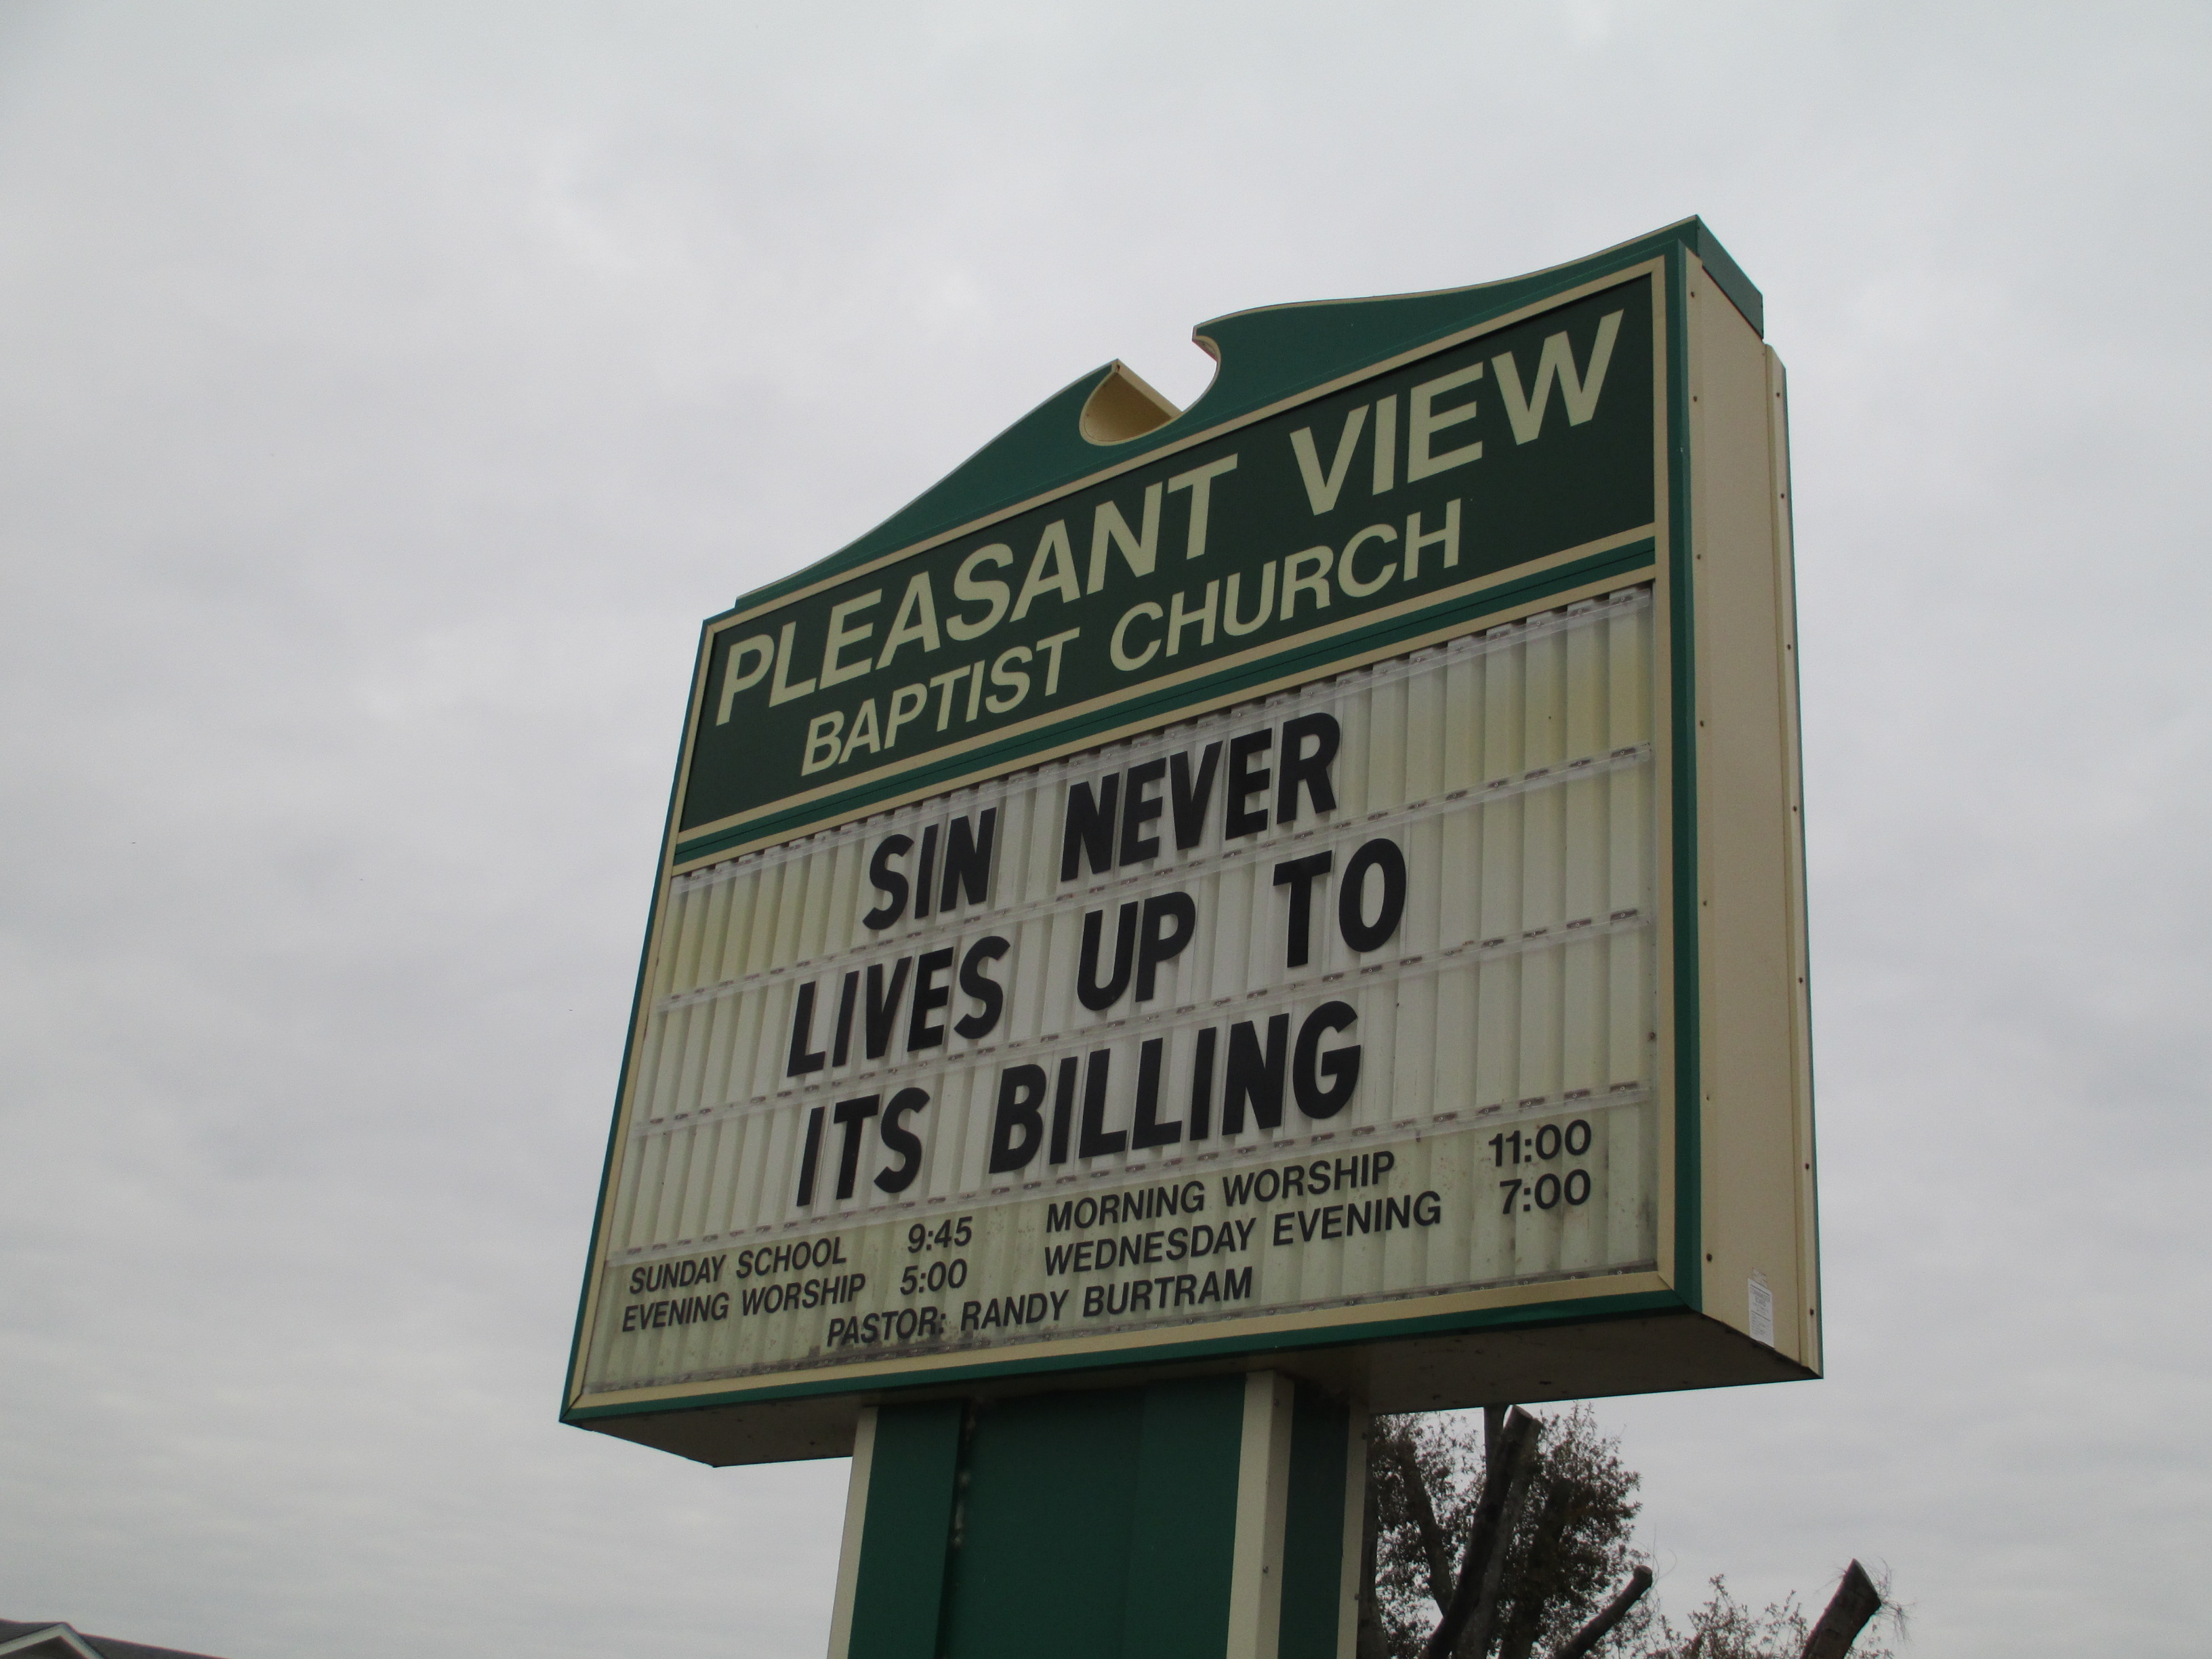 PLEASANT VIEW
BAPTIST CHURCH
SIN NEVER
LIVES UP TO
ITS BILLING
SUNDAY SCHOOL 9:45 MORNING WORSHIP 11:00
EVENING WORSHIP 5:00 WEDNESDAY EVENING 7:00
PASTOR: RANDY BURTRAM